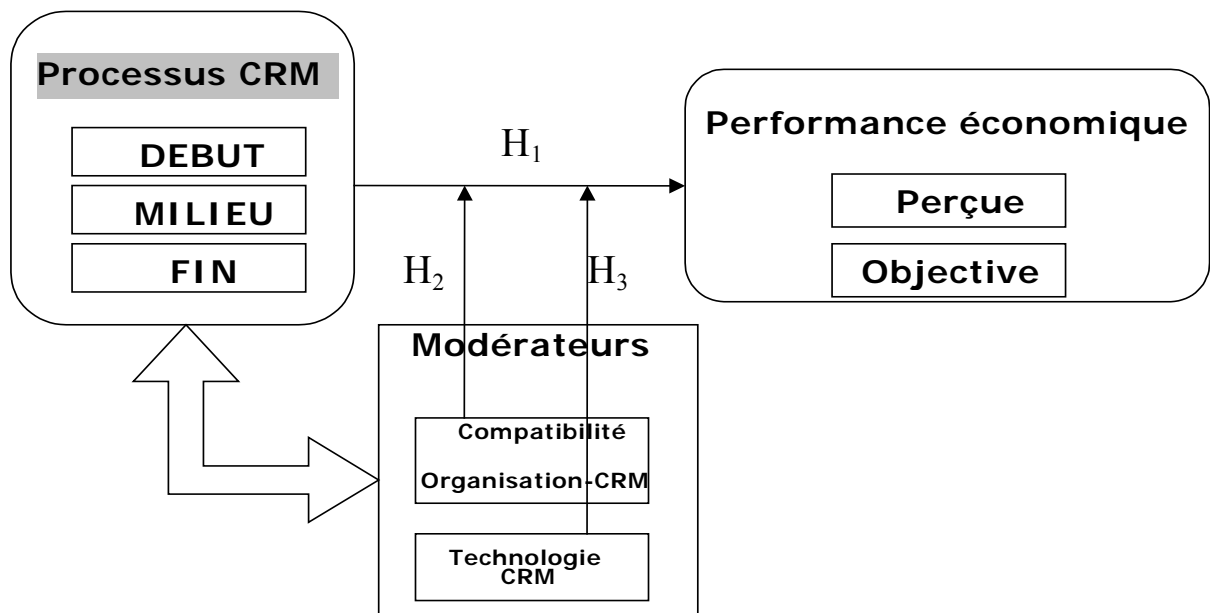 Processus CRM
DEBUT
MILIEU
FIN
H₁
Performance économique
Perçue
Objective
H₂
H₃
Modérateurs
Compatibilité
Organisation-CRM
Technologie
CRM